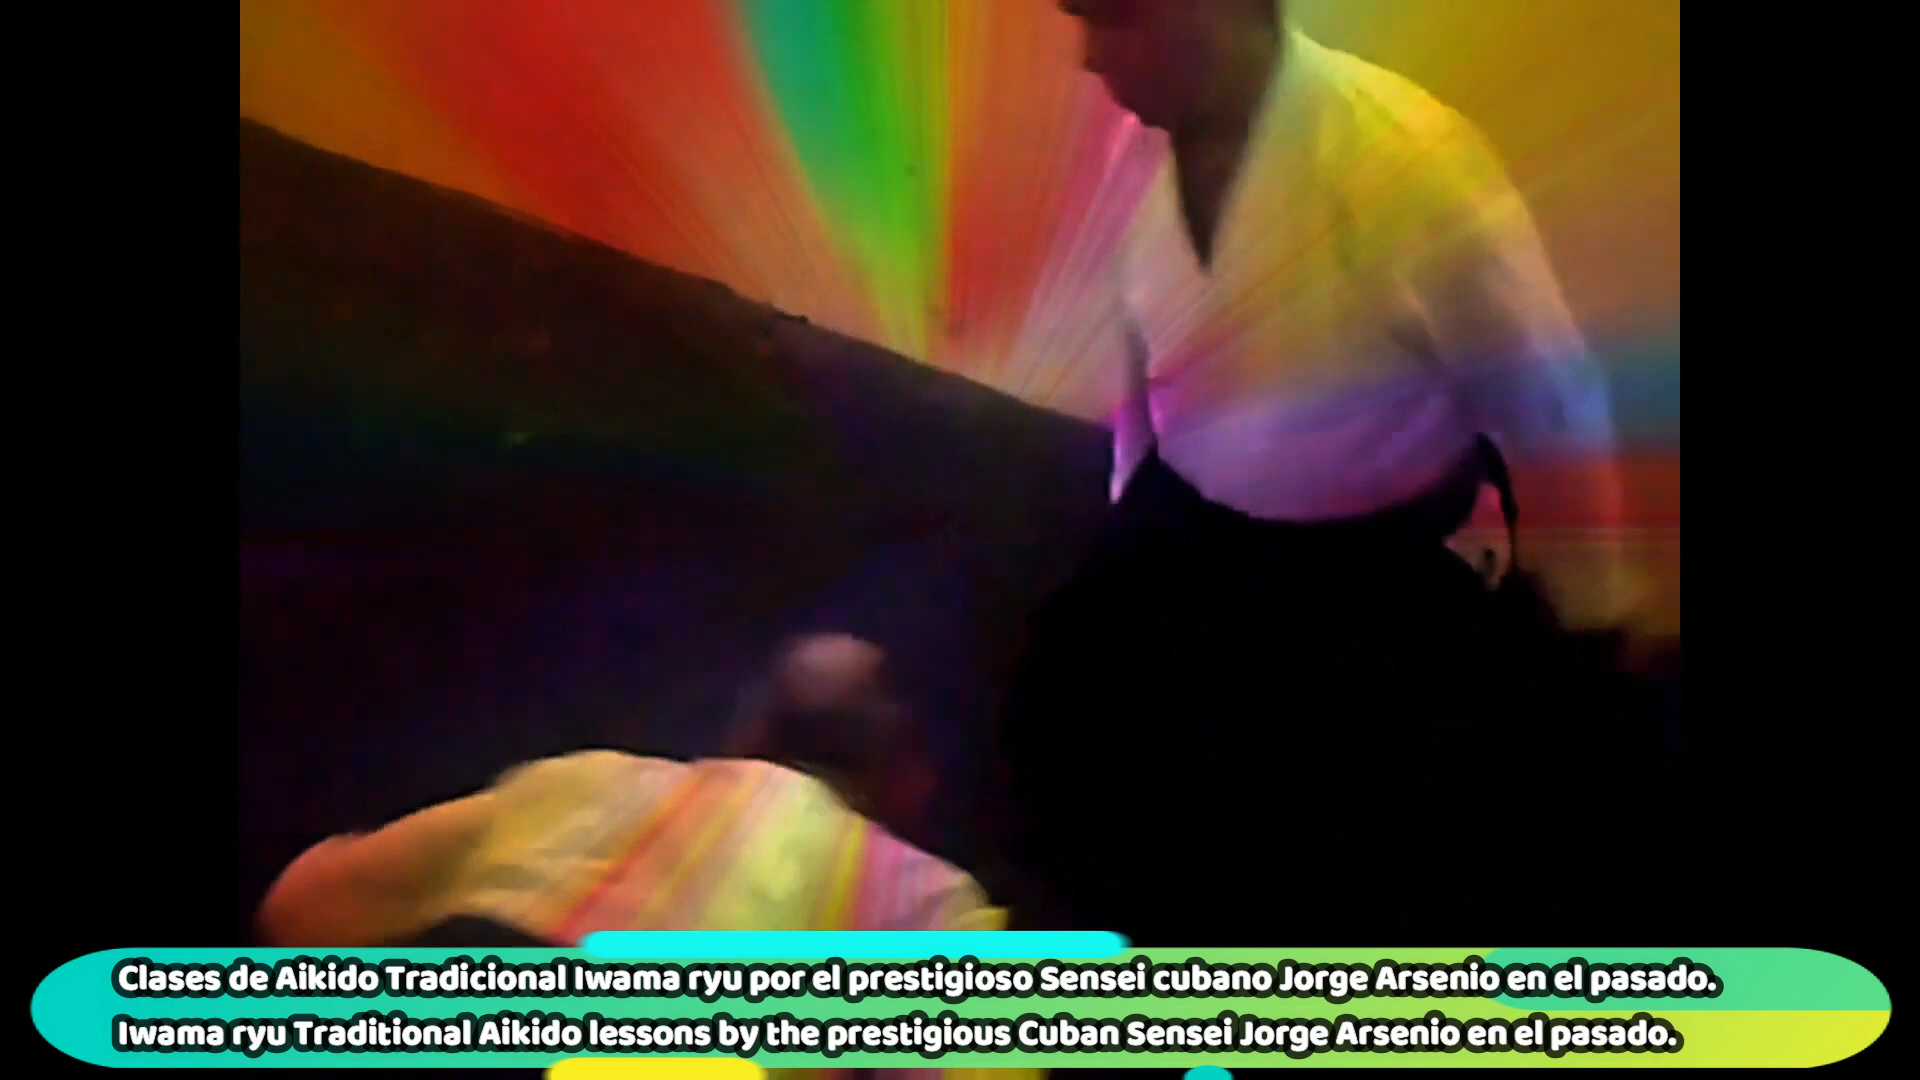 Clases de Aikido Tradicional Iwama ryu por el prestigioso Sensei cubano Jorge Arsenio en el pasado.
Iwama ryu Traditional Aikido lessons by the prestigious Cuban Sensei Jorge Arsenio en el pasado.